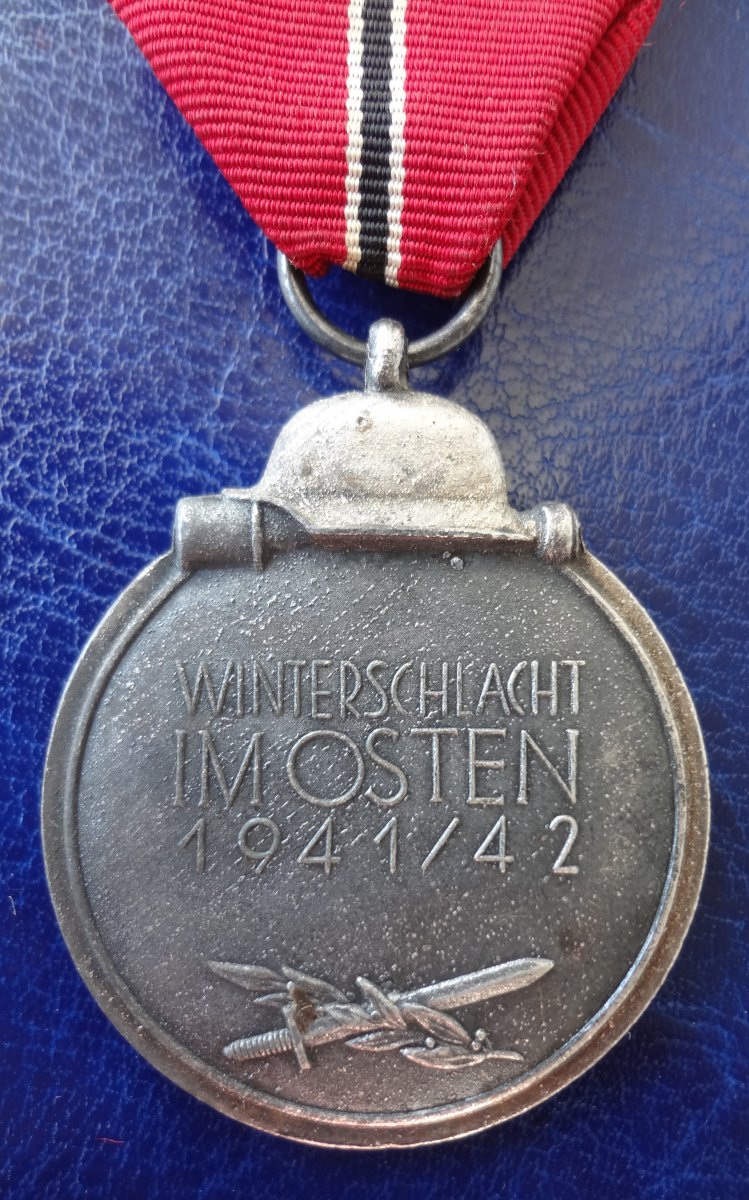 WINTERSCHLACHT
IM OSTEN
1941/42